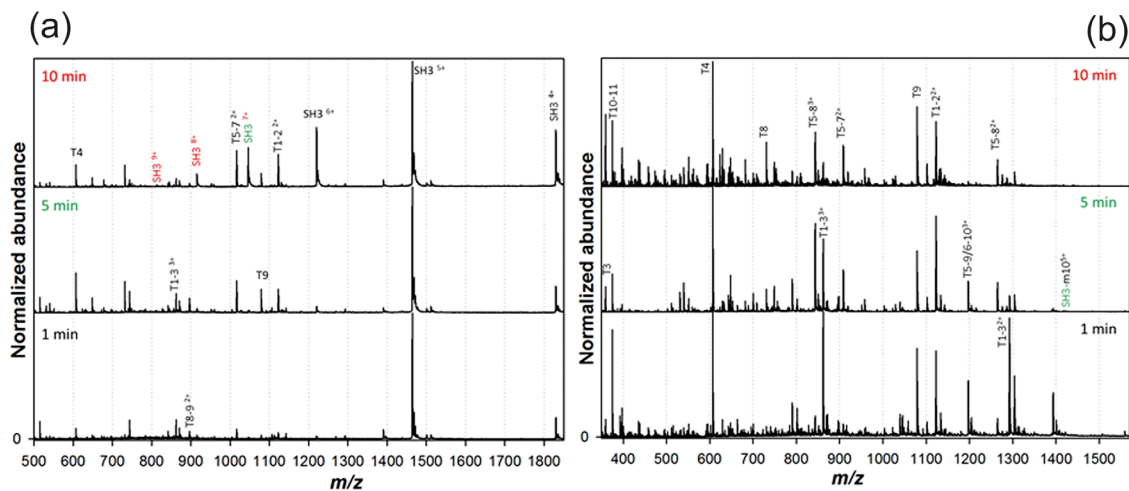 (a)
(b)
10 min
T4
SH3 9+
SH3 8+
T5-7 2+
SH3 7+
T1-2 2+
SH3 6+
SH3 5+
SH3 4+
5 min
T1-3 3+
T9
1 min
T8-9 2+
Normalized abundance
0
500 600 700 800 900 1000 1100 1200 1300 1400 1500 1600 1700 1800
m/z
10 min
T10-11
T4
T8
T5-8 3+
T5-7 2+
T9
T1-2 2+
T5-8 2+
5 min
T3
T1-3 3+
T5-9/6-10 3+
SH3-m10 5+
1 min
T1-3 2+
Normalized abundance
0
400 500 600 700 800 900 1000 1100 1200 1300 1400 1500
m/z